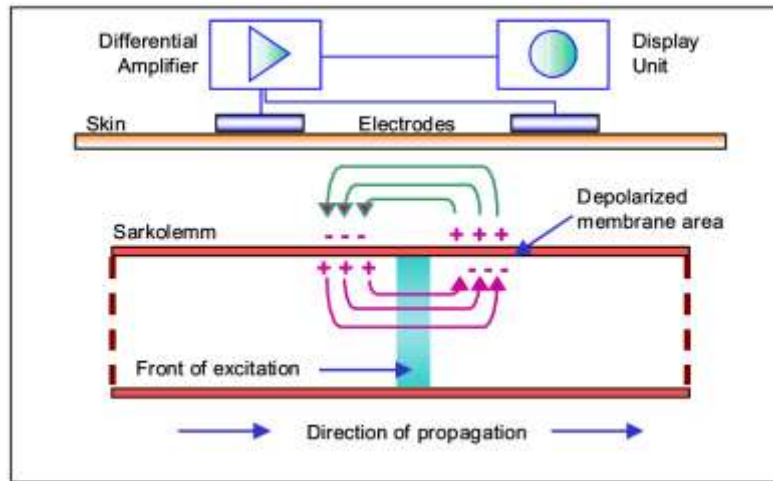 Differential
Amplifier
Display
Unit
Skin
Electrodes
Depolarized
membrane area
Sarkolemm
- - -
+ + +
+ + +
- - -
Front of excitation
Direction of propagation